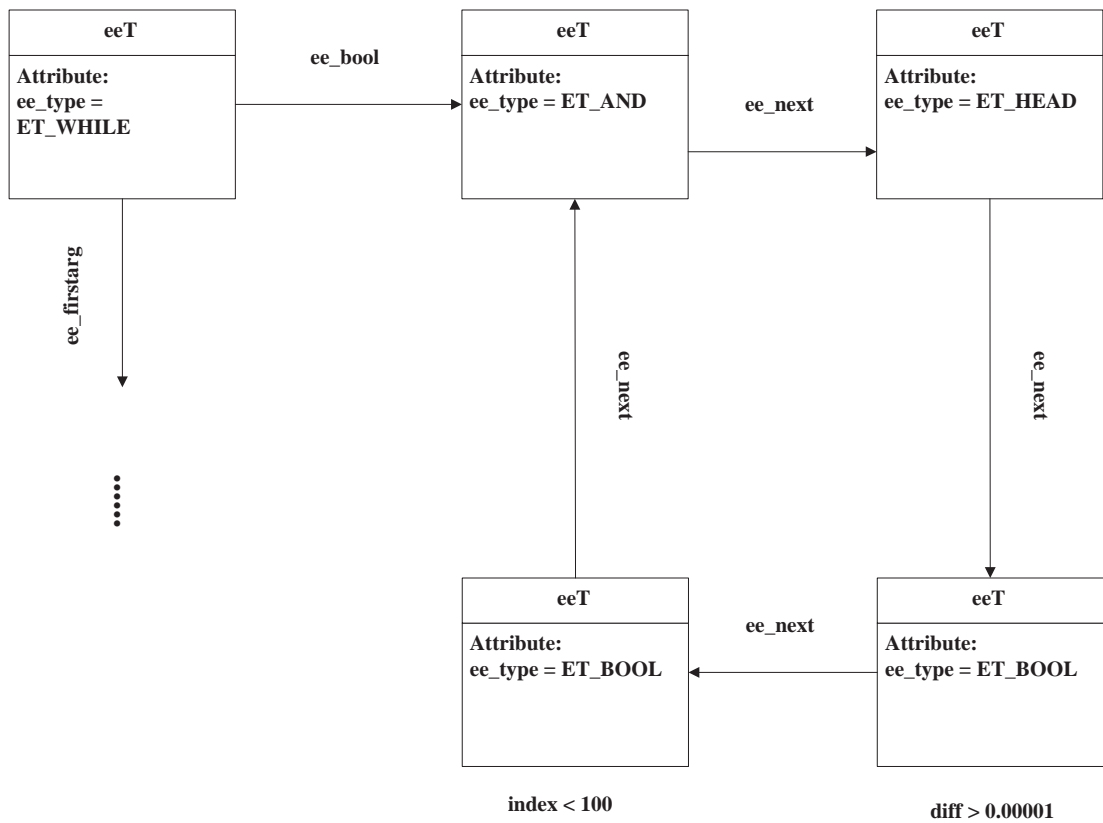 eeT
Attribute:
ee_type =
ET_WHILE
ee_bool
eeT
Attribute:
ee_type = ET_AND
ee_next
eeT
Attribute:
ee_type = ET_HEAD
ee_firstarg
ee_next
ee_next
eeT
Attribute:
ee_type = ET_BOOL
ee_next
eeT
Attribute:
ee_type = ET_BOOL
index < 100
diff > 0.00001